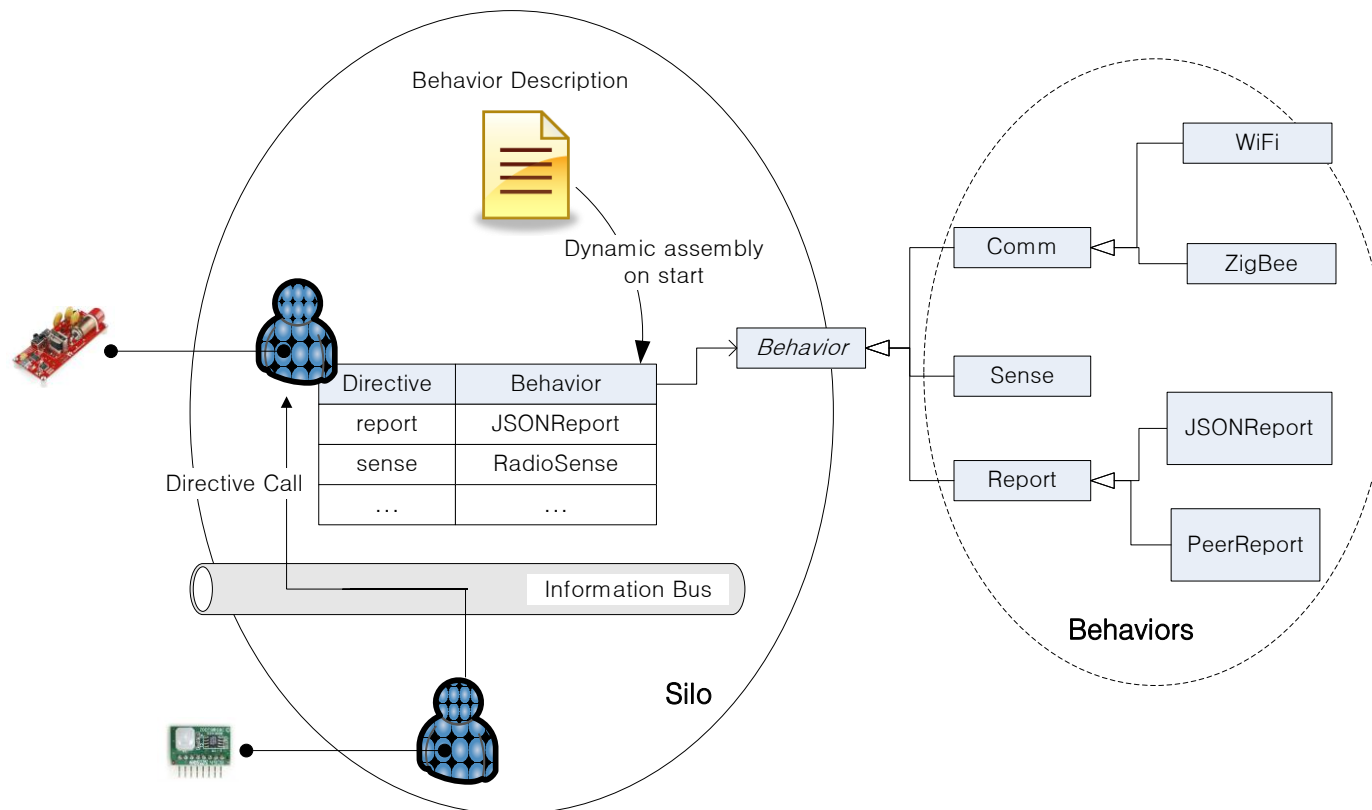 Behavior Description
Dynamic assembly
on start
Directive
Behavior
report
JSONReport
sense
RadioSense
...
...
Directive Call
Information Bus
Silo
Behavior
Comm
WiFi
ZigBee
Sense
Report
JSONReport
PeerReport
Behaviors